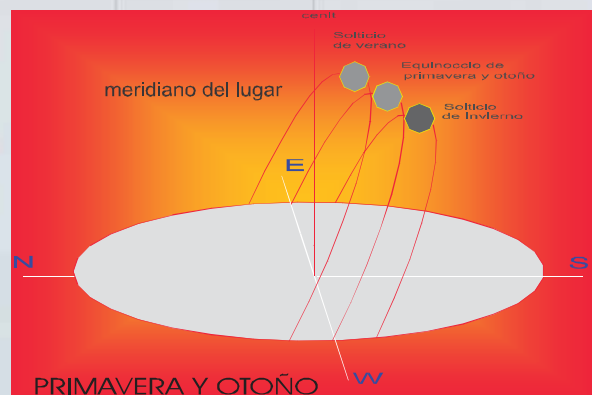 cenit
Solticio
de verano
Equinoccio de
primavera y otoño
meridiano del lugar
Solticio
de Invierno
E
N
S
W
PRIMAVERA Y OTOÑO